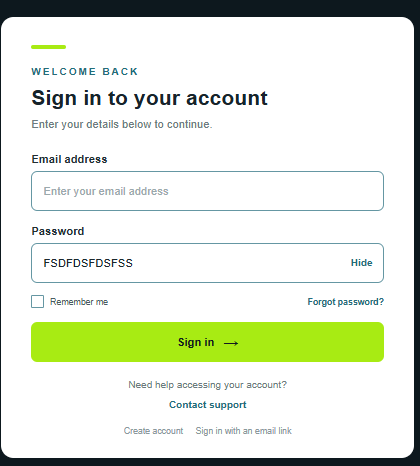 WELCOME BACK
Sign in to your account
Enter your details below to continue.
Email address
Enter your email address
Password
FSDFDSFDSFSS Hide
Remember me Forgot password?
Sign in →
Need help accessing your account?
Contact support
Create account Sign in with an email link